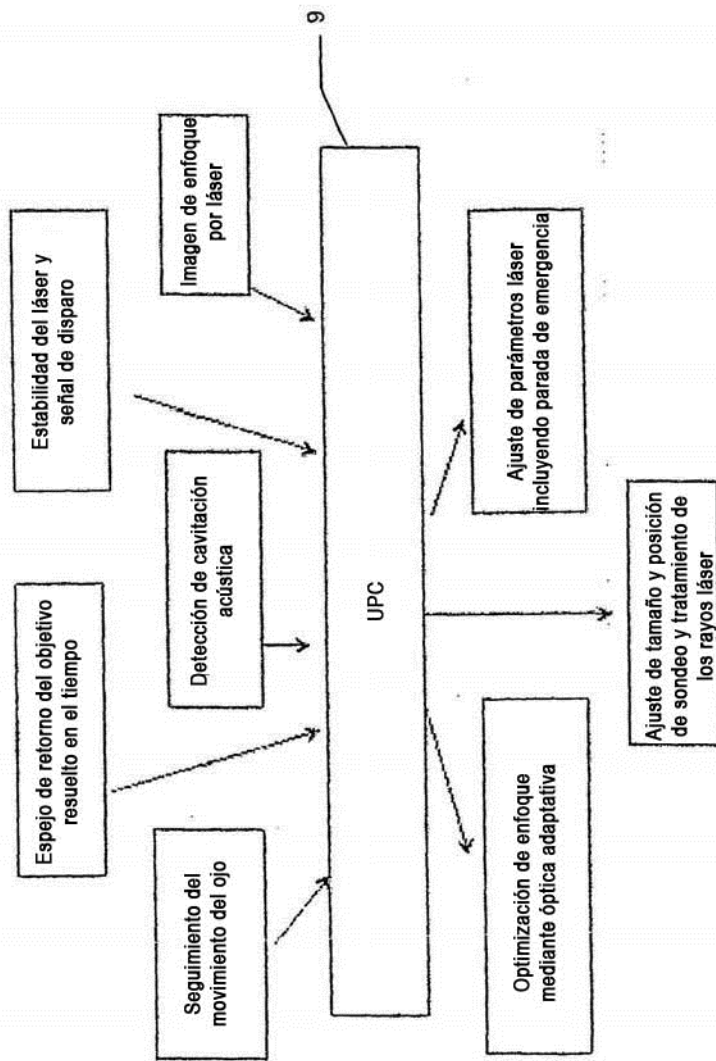 Espejo de retorno del objetivo
resuelto en el tiempo
Estabilidad del láser y
señal de disparo
Seguimiento del
movimiento del ojo
Detección de cavitación
acústica
Imagen de enfoque
por láser
9
UPC
Optimización de enfoque
mediante óptica adaptativa
Ajuste de parámetros láser
incluyendo parada de emergencia
Ajuste de tamaño y posición
de sondeo y tratamiento de
los rayos láser